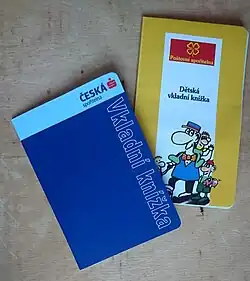 ČESKÁ
spořitelna
Vkladní knížka
Poštovní spořitelna
Dětská
vkladní knížka